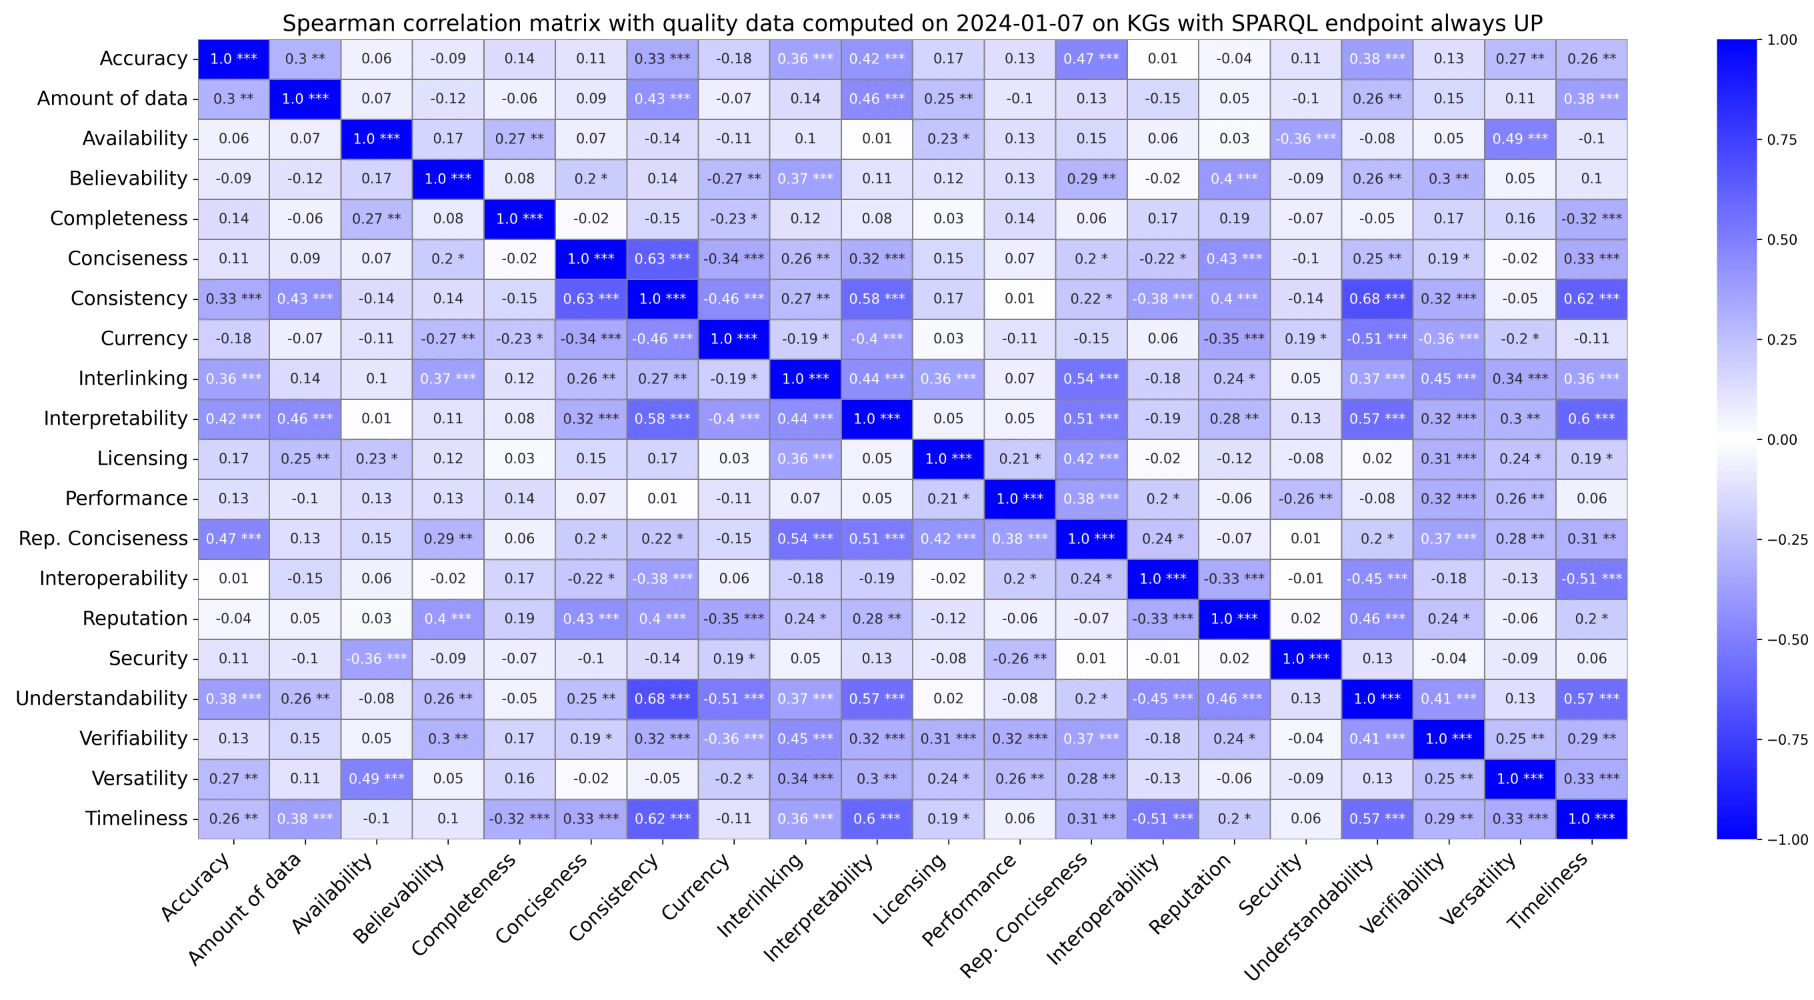 Spearman correlation matrix with quality data computed on 2024-01-07 on KGs with SPARQL endpoint always UP
Accuracy 1.0 *** 0.3 ** 0.06 -0.09 0.14 0.11 0.33 *** -0.18 0.36 *** 0.42 *** 0.17 0.13 0.47 *** 0.01 -0.04 0.11 0.38 *** 0.13 0.27 ** 0.26 **
Amount of data 0.3 ** 1.0 *** 0.07 -0.12 -0.06 0.09 0.43 *** -0.07 0.14 0.46 *** 0.25 ** -0.1 0.13 -0.15 0.05 -0.1 0.26 ** 0.15 0.11 0.38 ***
Availability 0.06 0.07 1.0 *** 0.17 0.27 ** 0.07 -0.14 -0.11 0.1 0.01 0.23 * 0.13 0.15 0.06 0.03 -0.36 *** -0.08 0.05 0.49 *** -0.1
Believability -0.09 -0.12 0.17 1.0 *** 0.08 0.2 * 0.14 -0.27 ** 0.37 *** 0.11 0.12 0.13 0.29 ** -0.02 0.4 *** -0.09 0.26 ** 0.3 ** 0.05 0.1
Completeness 0.14 -0.06 0.27 ** 0.08 1.0 *** -0.02 -0.15 -0.23 * 0.12 0.08 0.03 0.14 0.06 0.17 0.19 -0.07 -0.05 0.17 0.16 -0.32 ***
Conciseness 0.11 0.09 0.07 0.2 * -0.02 1.0 *** 0.63 *** -0.34 *** 0.26 ** 0.32 *** 0.15 0.07 0.2 * -0.22 * 0.43 *** -0.1 0.25 ** 0.19 * -0.02 0.33 ***
Consistency 0.33 *** 0.43 *** -0.14 0.14 -0.15 0.63 *** 1.0 *** -0.46 *** 0.27 ** 0.58 *** 0.17 0.01 0.22 * -0.38 *** 0.4 *** -0.14 0.68 *** 0.32 *** -0.05 0.62 ***
Currency -0.18 -0.07 -0.11 -0.27 ** -0.23 * -0.34 *** -0.46 *** 1.0 *** -0.19 * -0.4 *** 0.03 -0.11 -0.15 0.06 -0.35 *** 0.19 * -0.51 *** -0.36 *** -0.2 * -0.11
Interlinking 0.36 *** 0.14 0.1 0.37 *** 0.12 0.26 ** 0.27 ** -0.19 * 1.0 *** 0.44 *** 0.36 *** 0.07 0.54 *** -0.18 0.24 * 0.05 0.37 *** 0.45 *** 0.34 *** 0.36 ***
Interpretability 0.42 *** 0.46 *** 0.01 0.11 0.08 0.32 *** 0.58 *** -0.4 *** 0.44 *** 1.0 *** 0.05 0.05 0.51 *** -0.19 0.28 ** 0.13 0.57 *** 0.32 *** 0.3 ** 0.6 ***
Licensing 0.17 0.25 ** 0.23 * 0.12 0.03 0.15 0.17 0.03 0.36 *** 0.05 1.0 *** 0.21 * 0.42 *** -0.02 -0.12 -0.08 0.02 0.31 *** 0.24 * 0.19 *
Performance 0.13 -0.1 0.13 0.13 0.14 0.07 0.01 -0.11 0.07 0.05 0.21 * 1.0 *** 0.38 *** 0.2 * -0.06 -0.26 ** -0.08 0.32 *** 0.26 ** 0.06
Rep. Conciseness 0.47 *** 0.13 0.15 0.29 ** 0.06 0.2 * 0.22 * -0.15 0.54 *** 0.51 *** 0.42 *** 0.38 *** 1.0 *** 0.24 * -0.07 0.01 0.2 * 0.37 *** 0.28 ** 0.31 **
Interoperability 0.01 -0.15 0.06 -0.02 0.17 -0.22 * -0.38 *** 0.06 -0.18 -0.19 -0.02 0.2 * 0.24 * 1.0 *** -0.33 *** -0.01 -0.45 *** -0.18 -0.13 -0.51 ***
Reputation -0.04 0.05 0.03 0.4 *** 0.19 0.43 *** 0.4 *** -0.35 *** 0.24 * 0.28 ** -0.12 -0.06 -0.07 -0.33 *** 1.0 *** 0.02 0.46 *** 0.24 * -0.06 0.2 *
Security 0.11 -0.1 -0.36 *** -0.09 -0.07 -0.1 -0.14 0.19 * 0.05 0.13 -0.08 -0.26 ** 0.01 -0.01 0.02 1.0 *** 0.13 -0.04 -0.09 0.06
Understandability 0.38 *** 0.26 ** -0.08 0.26 ** -0.05 0.25 ** 0.68 *** -0.51 *** 0.37 *** 0.57 *** 0.02 -0.08 0.2 * -0.45 *** 0.46 *** 0.13 1.0 *** 0.41 *** 0.13 0.57 ***
Verifiability 0.13 0.15 0.05 0.3 ** 0.17 0.19 * 0.32 *** -0.36 *** 0.45 *** 0.32 *** 0.31 *** 0.32 *** 0.37 *** -0.18 0.24 * -0.04 0.41 *** 1.0 *** 0.25 ** 0.29 **
Versatility 0.27 ** 0.11 0.49 *** 0.05 0.16 -0.02 -0.05 -0.2 * 0.34 *** 0.3 ** 0.24 * 0.26 ** 0.28 ** -0.13 -0.06 -0.09 0.13 0.25 ** 1.0 *** 0.33 ***
Timeliness 0.26 ** 0.38 *** -0.1 0.1 -0.32 *** 0.33 *** 0.62 *** -0.11 0.36 *** 0.6 *** 0.19 * 0.06 0.31 ** -0.51 *** 0.2 * 0.06 0.57 *** 0.29 ** 0.33 *** 1.0 ***
Accuracy
Amount of data
Availability
Believability
Completeness
Conciseness
Consistency
Currency
Interlinking
Interpretability
Licensing
Performance
Rep. Conciseness
Interoperability
Reputation
Security
Understandability
Verifiability
Versatility
Timeliness
1.00
0.75
0.50
0.25
0.00
−0.25
−0.50
−0.75
−1.00